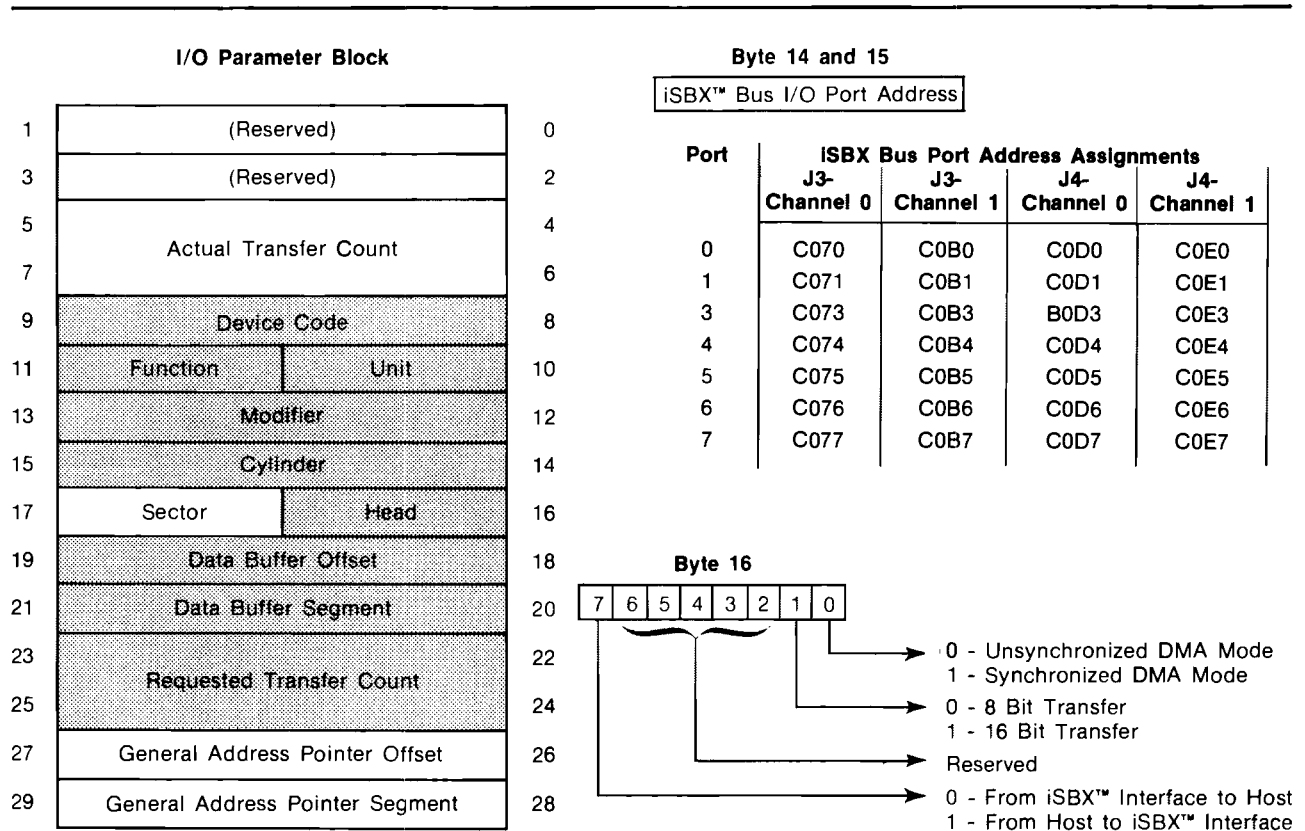 I/O Parameter Block
1 (Reserved) 0
3 (Reserved) 2
5 4
Actual Transfer Count
7 6
9 Device Code 8
11 Function Unit 10
13 Modifier 12
15 Cylinder 14
17 Sector Head 16
19 Data Buffer Offset 18
21 Data Buffer Segment 20
23 22
Requested Transfer Count
25 24
27 General Address Pointer Offset 26
29 General Address Pointer Segment 28
Byte 14 and 15
iSBX™ Bus I/O Port Address
Port iSBX Bus Port Address Assignments
J3- J3- J4- J4-
Channel 0 Channel 1 Channel 0 Channel 1
0 C070 C0B0 C0D0 C0E0
1 C071 C0B1 C0D1 C0E1
3 C073 C0B3 B0D3 C0E3
4 C074 C0B4 C0D4 C0E4
5 C075 C0B5 C0D5 C0E5
6 C076 C0B6 C0D6 C0E6
7 C077 C0B7 C0D7 C0E7
Byte 16
7 6 5 4 3 2 1 0
0 - Unsynchronized DMA Mode
1 - Synchronized DMA Mode
0 - 8 Bit Transfer
1 - 16 Bit Transfer
Reserved
0 - From iSBX™ Interface to Host
1 - From Host to iSBX™ Interface